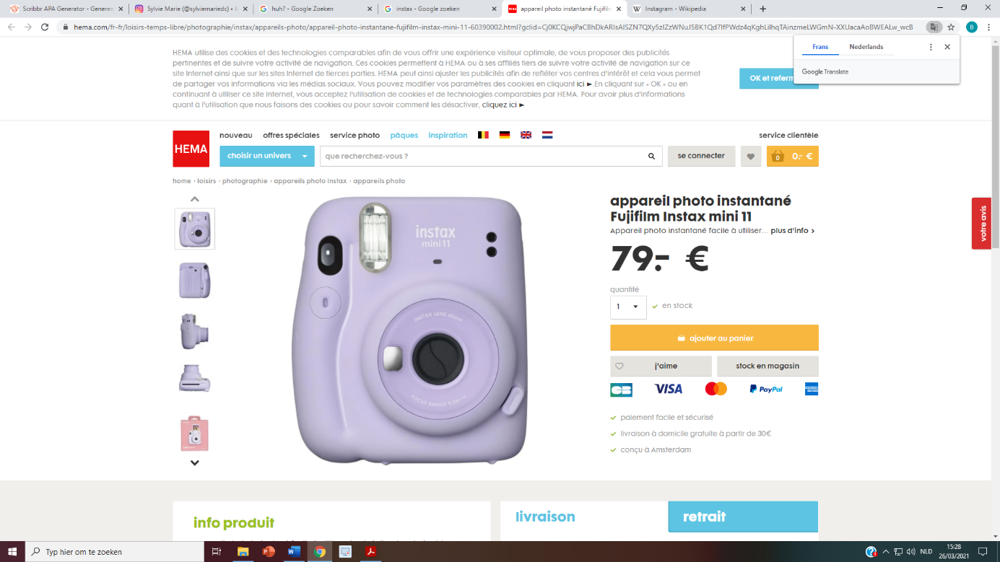 Scribbr APA Generator - Generee
Sylvie Marie (@sylviemariedc) • I
huh? - Google Zoeken
instax - Google zoeken
appareil photo instantané Fujifilm
Instagram - Wikipedia
hema.com/fr-fr/loisirs-temps-libre/photographie/instax/appareils-photo/appareil-photo-instantane-fujifilm-instax-mini-11-60390002.html?gclid=Cj0KCQjwjPaCBhDkARIsAISZN7QXy5zIZzWNuJ5BK1Qd7IfPWdz4qKghLilhqTAinzmeLWGmN-XXUacaAoBWEALw_wcB
B
Frans
Nederlands
Google Translate
HEMA utilise des cookies et des technologies comparables afin de vous offrir une expérience visiteur optimale, de vous proposer des publicités
pertinentes et de suivre votre activité de navigation. Ces cookies permettent à HEMA ou à ses affiliés tiers de suivre votre activité de navigation sur ce
site Internet ainsi que sur les sites Internet de tierces parties. HEMA peut ainsi ajuster les publicités afin de refléter vos centres d'intérêt et cela vous permet
de partager vos informations via les médias sociaux. Vous pouvez modifier vos paramètres des cookies en cliquant ici ►.En cliquant sur « OK » ou en
continuant à utiliser ce site Internet, vous acceptez l'utilisation de cookies et de technologies comparables par HEMA. Pour avoir plus d'informations
quant à l'utilisation que nous faisons des cookies ou pour savoir comment les désactiver, cliquez ici ►
OK et referm
HEMA
nouveau
offres spéciales
service photo
pâques
inspiration
service clientèle
choisir un univers
que recherchez-vous ?
se connecter
0
0.- €
home › loisirs › photographie › appareils photo Instax › appareils photo
instax
mini 11
INSTAX LENS 60mm
FOCUS RANGE 0.3m~∞
appareil photo instantané
Fujifilm Instax mini 11
Appareil photo instantané facile à utiliser... plus d'info ›
79.- €
quantité
1
en stock
ajouter au panier
j'aime
stock en magasin
CB
VISA
PayPal
paiement facile et sécurisé
livraison à domicile gratuite à partir de 30€
conçu à Amsterdam
votre avis
info produit
livraison
retrait
Typ hier om te zoeken
NLD
15:28
26/03/2021